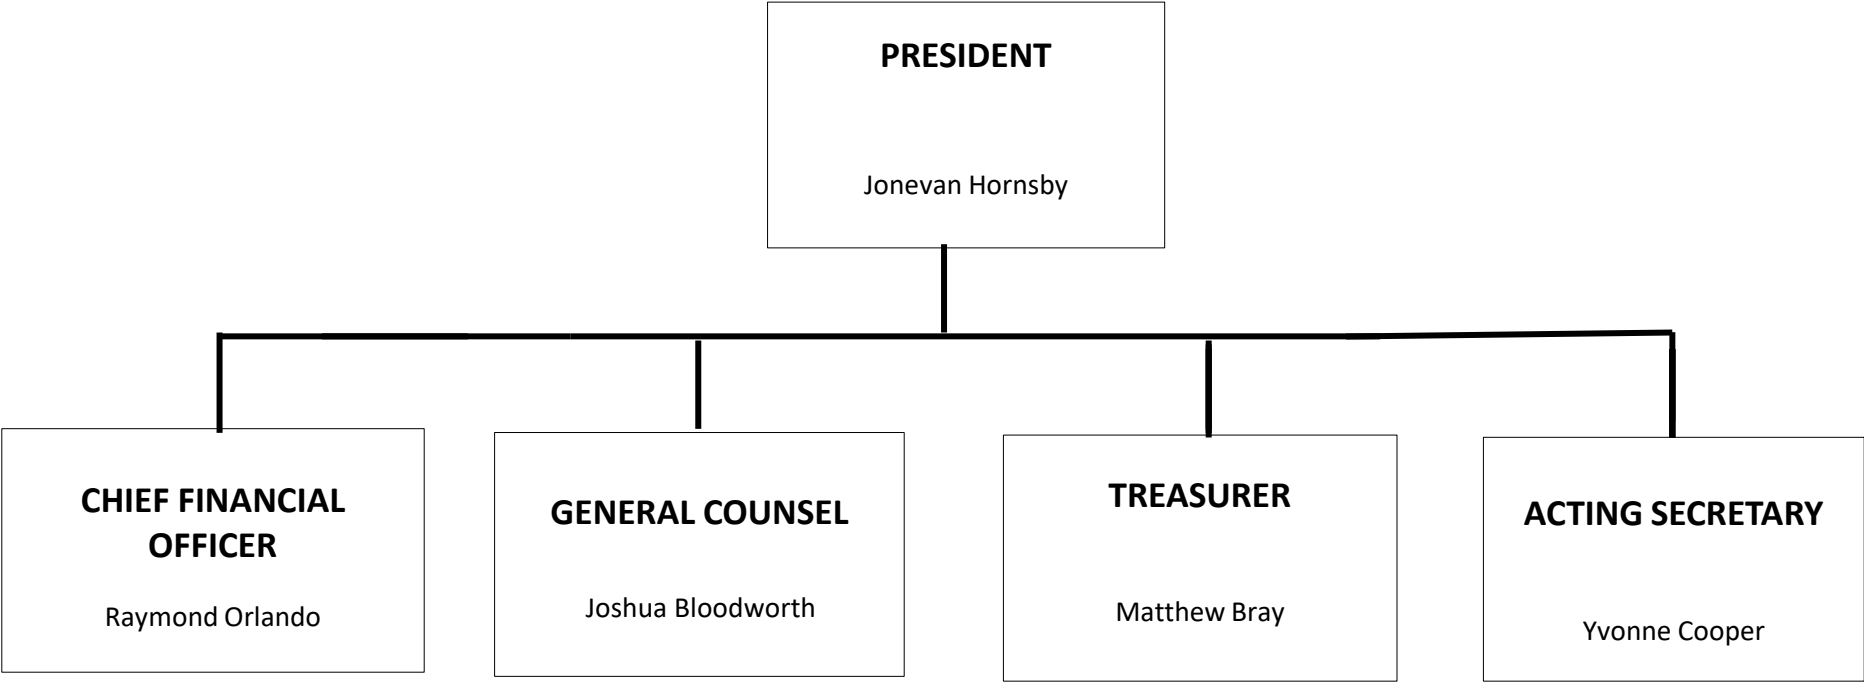 PRESIDENT
Jonevan Hornsby
CHIEF FINANCIAL
OFFICER
Raymond Orlando
GENERAL COUNSEL
Joshua Bloodworth
TREASURER
Matthew Bray
ACTING SECRETARY
Yvonne Cooper